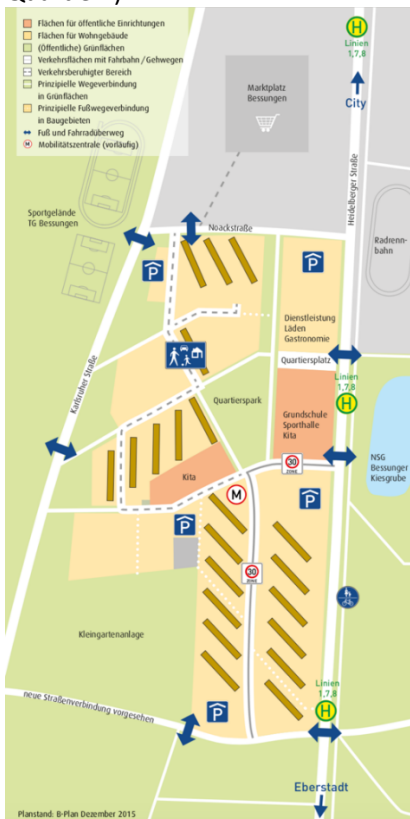 Flächen für öffentliche Einrichtungen
Flächen für Wohngebäude
(Öffentliche) Grünflächen
Verkehrsflächen mit Fahrbahn / Gehwegen
Verkehrsberuhigter Bereich
Prinzipielle Wegeverbindung
in Grünflächen
Prinzipielle Fußwegeverbindung
in Baugebieten
Fuß und Fahrradüberweg
M Mobilitätszentrale (vorläufig)
H
Linien
1,7,8
City
Marktplatz
Bessungen
Heidelberger Straße
Sportgelände
TG Bessungen
Noackstraße
Radrenn-
bahn
P
P
Dienstleistung
Läden
Gastronomie
Quartiersplatz
Karlsruher Straße
Linien
1,7,8
H
Quartierspark
Grundschule
Sporthalle
Kita
NSG
Bessunger
Kiesgrube
30
ZONE
Kita
M
P
P
30
ZONE
Kleingartenanlage
Linien
1,7,8
H
P
neue Straßenverbindung vorgesehen
Eberstadt
Planstand: B-Plan Dezember 2015